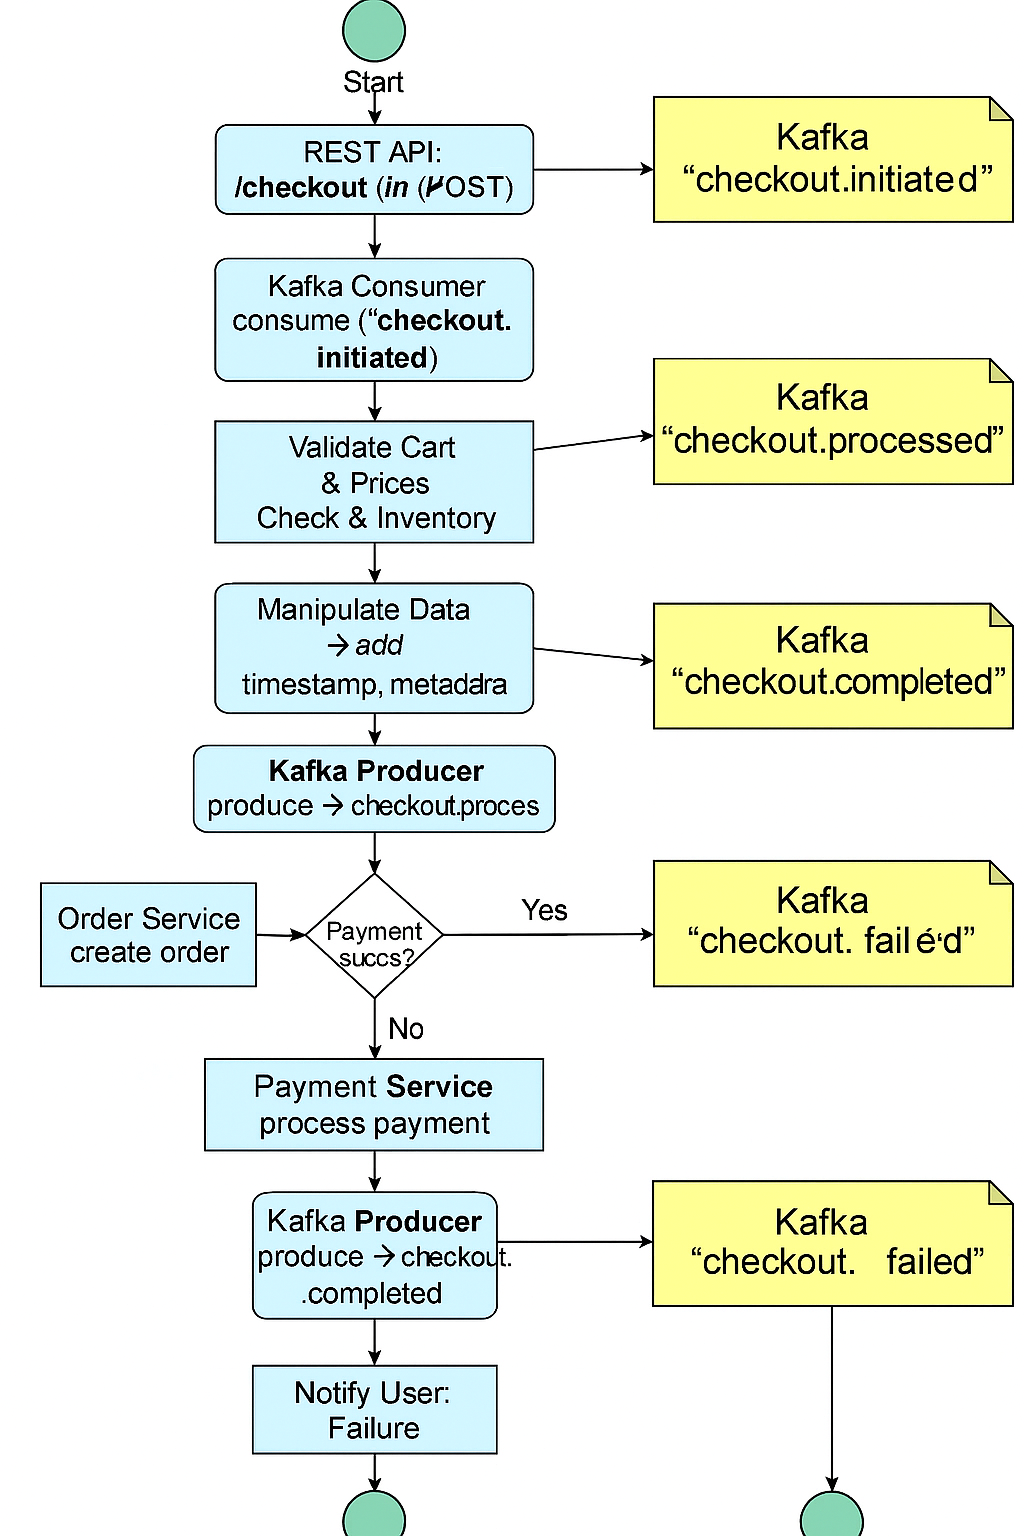 Start
REST API:
/checkout (in (POST)
Kafka
“checkout.initiated”
Kafka Consumer
consume (“checkout.
initiated)
Validate Cart
& Prices
Check & Inventory
Kafka
“checkout.processed”
Manipulate Data
→ add
timestamp, metadára
Kafka
“checkout.completed”
Kafka Producer
produce → checkout.proces
Order Service
create order
Payment
succs?
Yes
Kafka
“checkout. failé‘d”
No
Payment Service
process payment
Kafka Producer
produce → checkout.
.completed
Kafka
“checkout. failed”
Notify User:
Failure